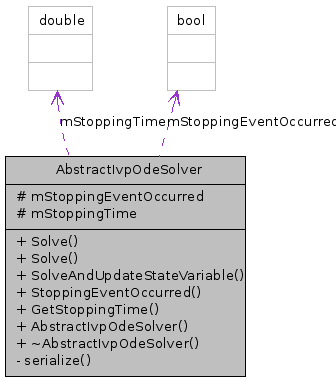 double
bool
mStoppingTime
mStoppingEventOccurred
AbstractIvpOdeSolver
# mStoppingEventOccurred
# mStoppingTime
+ Solve()
+ Solve()
+ SolveAndUpdateStateVariable()
+ StoppingEventOccurred()
+ GetStoppingTime()
+ AbstractIvpOdeSolver()
+ ~AbstractIvpOdeSolver()
- serialize()